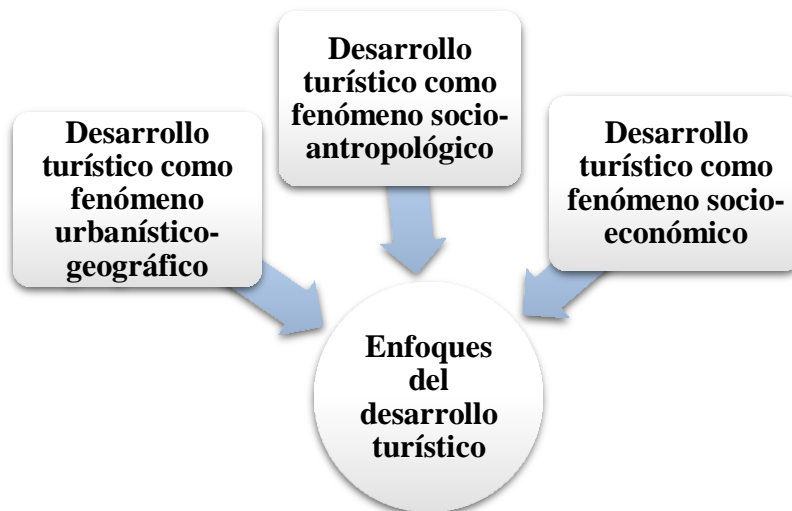 Desarrollo
turístico como
fenómeno
urbanístico-
geográfico
Desarrollo
turístico como
fenómeno socio-
antropológico
Desarrollo
turístico como
fenómeno socio-
económico
Enfoques
del
desarrollo
turístico